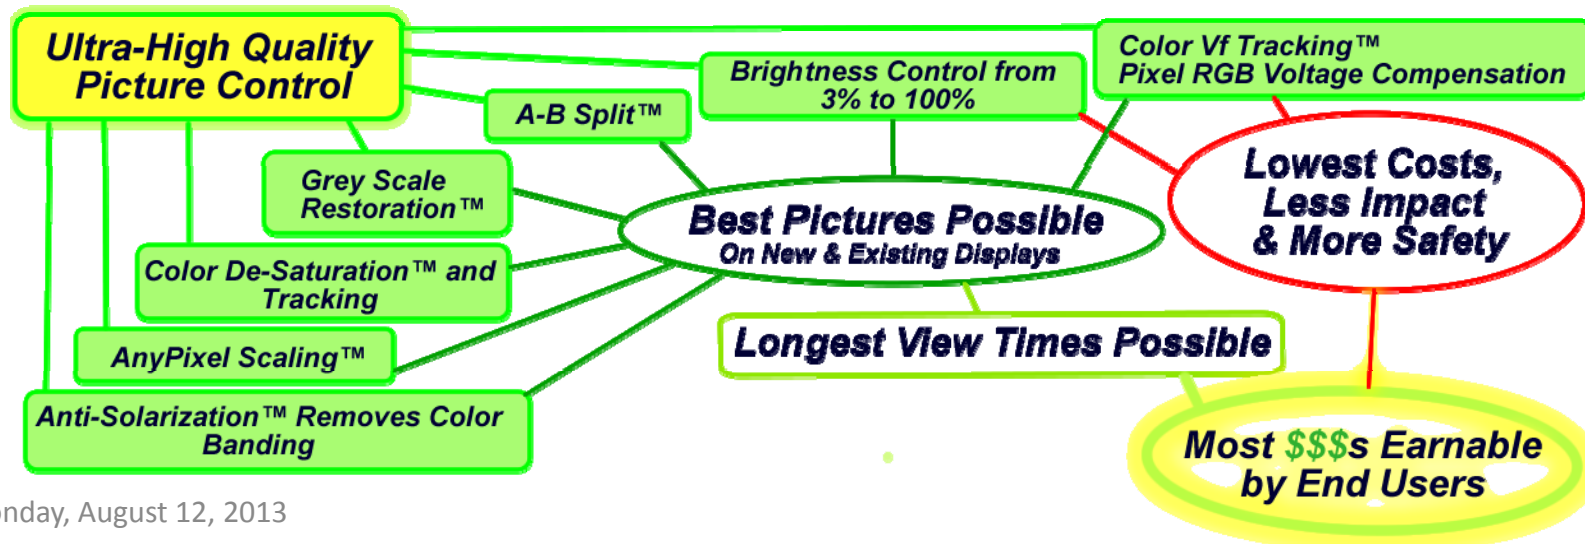 Ultra-High Quality
Picture Control
A-B Split™
Brightness Control from
3% to 100%
Color Vf Tracking™
Pixel RGB Voltage Compensation
Grey Scale
Restoration™
Best Pictures Possible
On New & Existing Displays
Lowest Costs,
Less Impact
& More Safety
Color De-Saturation™ and
Tracking
AnyPixel Scaling™
Longest View Times Possible
Anti-Solarization™ Removes Color
Banding
Most $$$s Earnable
by End Users
onday, August 12, 2013